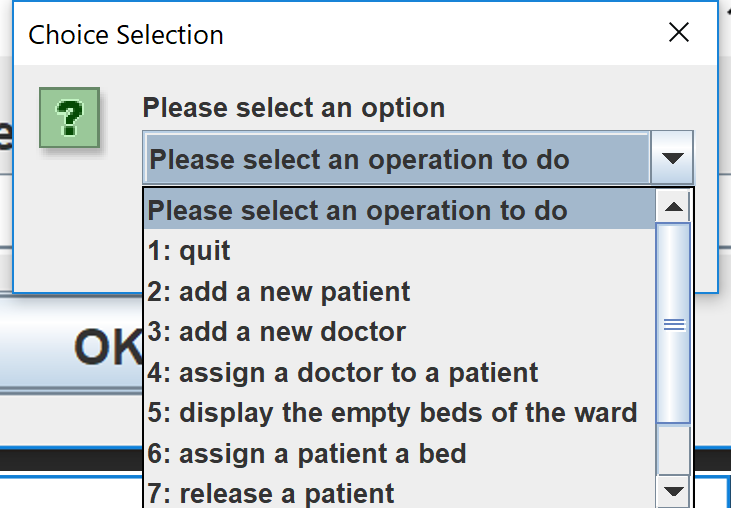 Choice Selection
Please select an option
Please select an operation to do
Please select an operation to do
1: quit
2: add a new patient
3: add a new doctor
4: assign a doctor to a patient
5: display the empty beds of the ward
6: assign a patient a bed
7: release a patient
OK